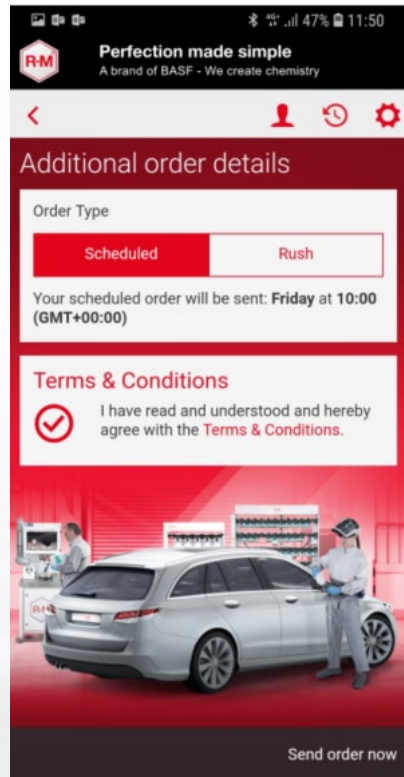 47% 11:50
R-M
Perfection made simple
A brand of BASF - We create chemistry
Additional order details
Order Type
Scheduled
Rush
Your scheduled order will be sent: Friday at 10:00
(GMT+00:00)
Terms & Conditions
I have read and understood and hereby
agree with the Terms & Conditions.
R-M
Send order now